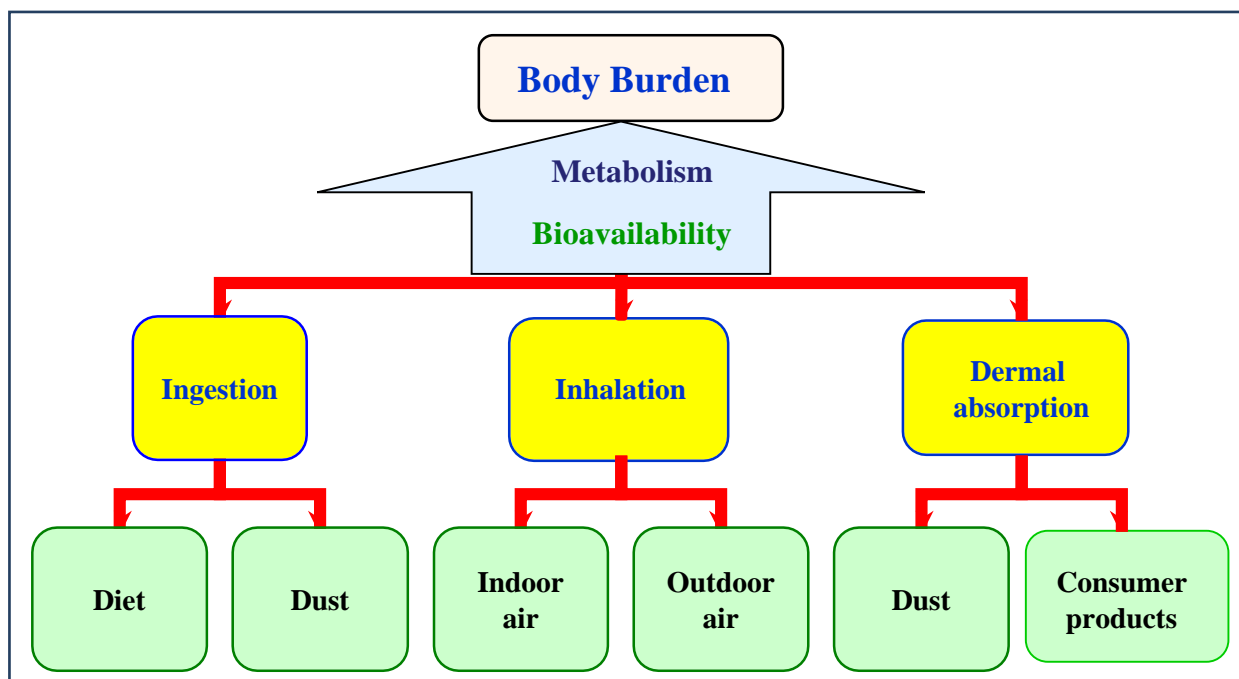 Body Burden
Metabolism
Bioavailability
Ingestion
Inhalation
Dermal
absorption
Diet
Dust
Indoor
air
Outdoor
air
Dust
Consumer
products